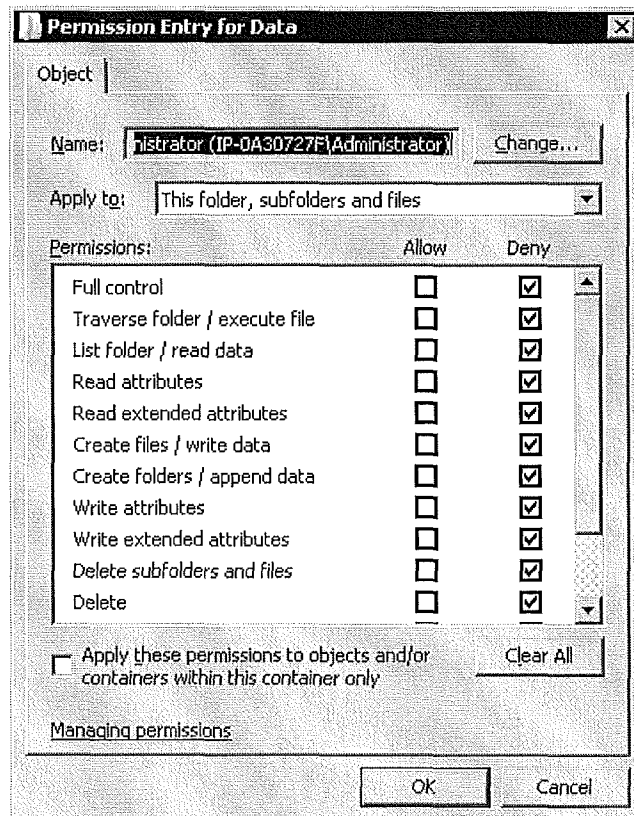 Permission Entry for Data
Object
Name: nistrator (IP-0A30727F\Administrator) Change...
Apply to: This folder, subfolders and files
Permissions: Allow Deny
Full control
Traverse folder / execute file
List folder / read data
Read attributes
Read extended attributes
Create files / write data
Create folders / append data
Write attributes
Write extended attributes
Delete subfolders and files
Delete
Apply these permissions to objects and/or Clear All
containers within this container only
Managing permissions
OK Cancel